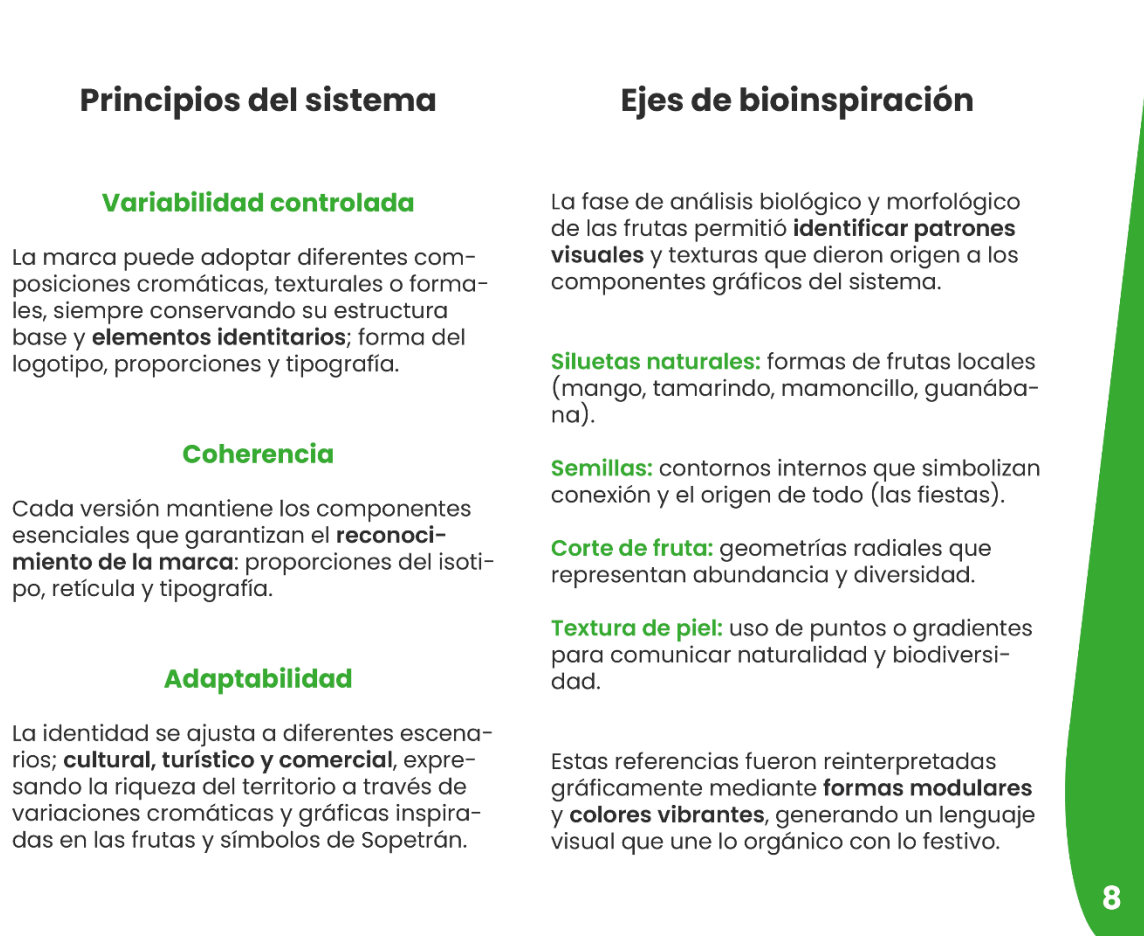 Principios del sistema
Variabilidad controlada
La marca puede adoptar diferentes com-
posiciones cromáticas, texturales o forma-
les, siempre conservando su estructura
base y elementos identitarios; forma del
logotipo, proporciones y tipografía.
Coherencia
Cada versión mantiene los componentes
esenciales que garantizan el reconoci-
miento de la marca: proporciones del isoti-
po, retícula y tipografía.
Adaptabilidad
La identidad se ajusta a diferentes escena-
rios; cultural, turístico y comercial, expre-
sando la riqueza del territorio a través de
variaciones cromáticas y gráficas inspira-
das en las frutas y símbolos de Sopetrán.
Ejes de bioinspiración
La fase de análisis biológico y morfológico
de las frutas permitió identificar patrones
visuales y texturas que dieron origen a los
componentes gráficos del sistema.
Siluetas naturales: formas de frutas locales
(mango, tamarindo, mamoncillo, guanába-
na).
Semillas: contornos internos que simbolizan
conexión y el origen de todo (las fiestas).
Corte de fruta: geometrías radiales que
representan abundancia y diversidad.
Textura de piel: uso de puntos o gradientes
para comunicar naturalidad y biodiversi-
dad.
Estas referencias fueron reinterpretadas
gráficamente mediante formas modulares
y colores vibrantes, generando un lenguaje
visual que une lo orgánico con lo festivo.
8